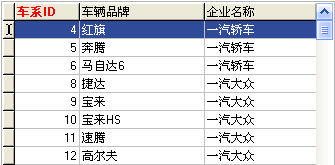 车系ID 车辆品牌 企业名称
4 红旗 一汽轿车
5 奔腾 一汽轿车
6 马自达6 一汽轿车
8 捷达 一汽大众
9 宝来 一汽大众
10 宝来HS 一汽大众
11 速腾 一汽大众
12 高尔夫 一汽大众